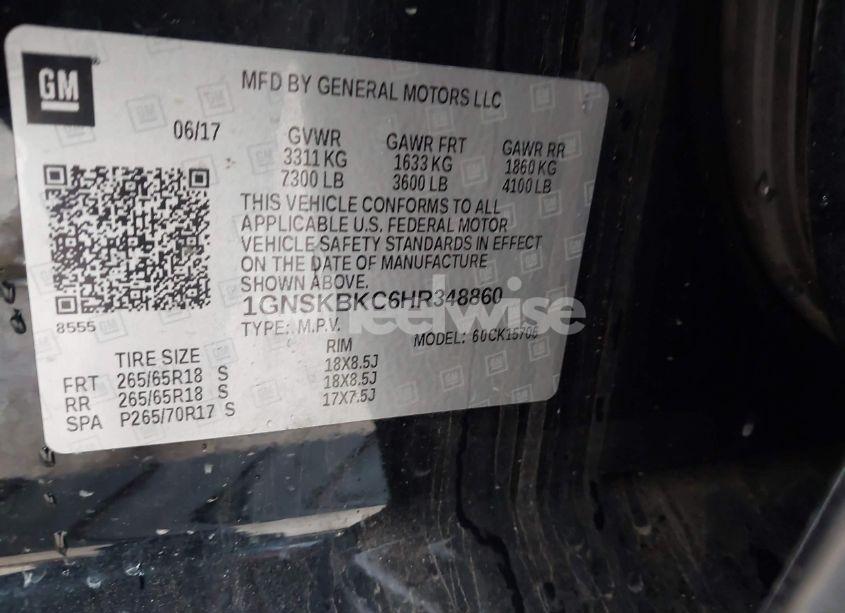 GM
MFD BY GENERAL MOTORS LLC
06/17 GVWR GAWR FRT GAWR RR
3311 KG 1633 KG 1860 KG
7300 LB 3600 LB 4100 LB
THIS VEHICLE CONFORMS TO ALL
APPLICABLE U.S. FEDERAL MOTOR
VEHICLE SAFETY STANDARDS IN EFFECT
ON THE DATE OF MANUFACTURE
SHOWN ABOVE.
1GNSKBKC6HR348860
8555
TYPE: M.P.V. MODEL: 60CK15706
TIRE SIZE RIM
FRT 265/65R18 S 18X8.5J
RR 265/65R18 S 18X8.5J
SPA P265/70R17 S 17X7.5J